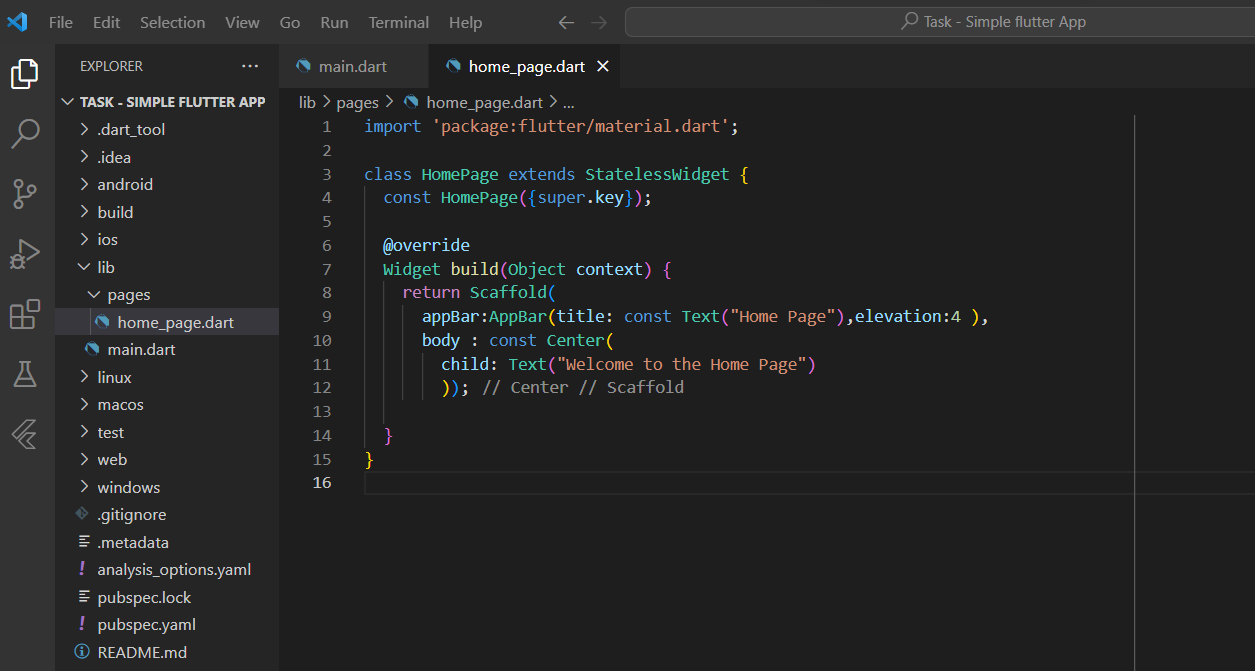 File Edit Selection View Go Run Terminal Help Task - Simple flutter App
EXPLORER ...
TASK - SIMPLE FLUTTER APP
.dart_tool
.idea
android
build
ios
lib
pages
home_page.dart
main.dart
linux
macos
test
web
windows
.gitignore
.metadata
analysis_options.yaml
pubspec.lock
pubspec.yaml
README.md
main.dart home_page.dart
lib > pages > home_page.dart > ...
1 import 'package:flutter/material.dart';
2
3 class HomePage extends StatelessWidget {
4 const HomePage({super.key});
5
6 @override
7 Widget build(Object context) {
8 return Scaffold(
9 appBar:AppBar(title: const Text("Home Page"),elevation:4 ),
10 body : const Center(
11 child: Text("Welcome to the Home Page")
12 )); // Center // Scaffold
13
14 }
15 }
16